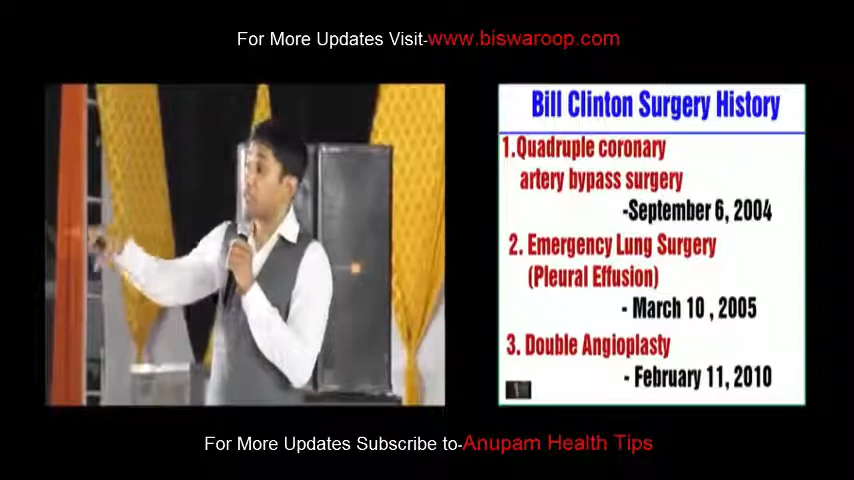 For More Updates Visit-www.biswaroop.com
Bill Clinton Surgery History
1.Quadruple coronary
artery bypass surgery
-September 6, 2004
2. Emergency Lung Surgery
(Pleural Effusion)
- March 10 , 2005
3. Double Angioplasty
- February 11, 2010
For More Updates Subscribe to-Anupam Health Tips